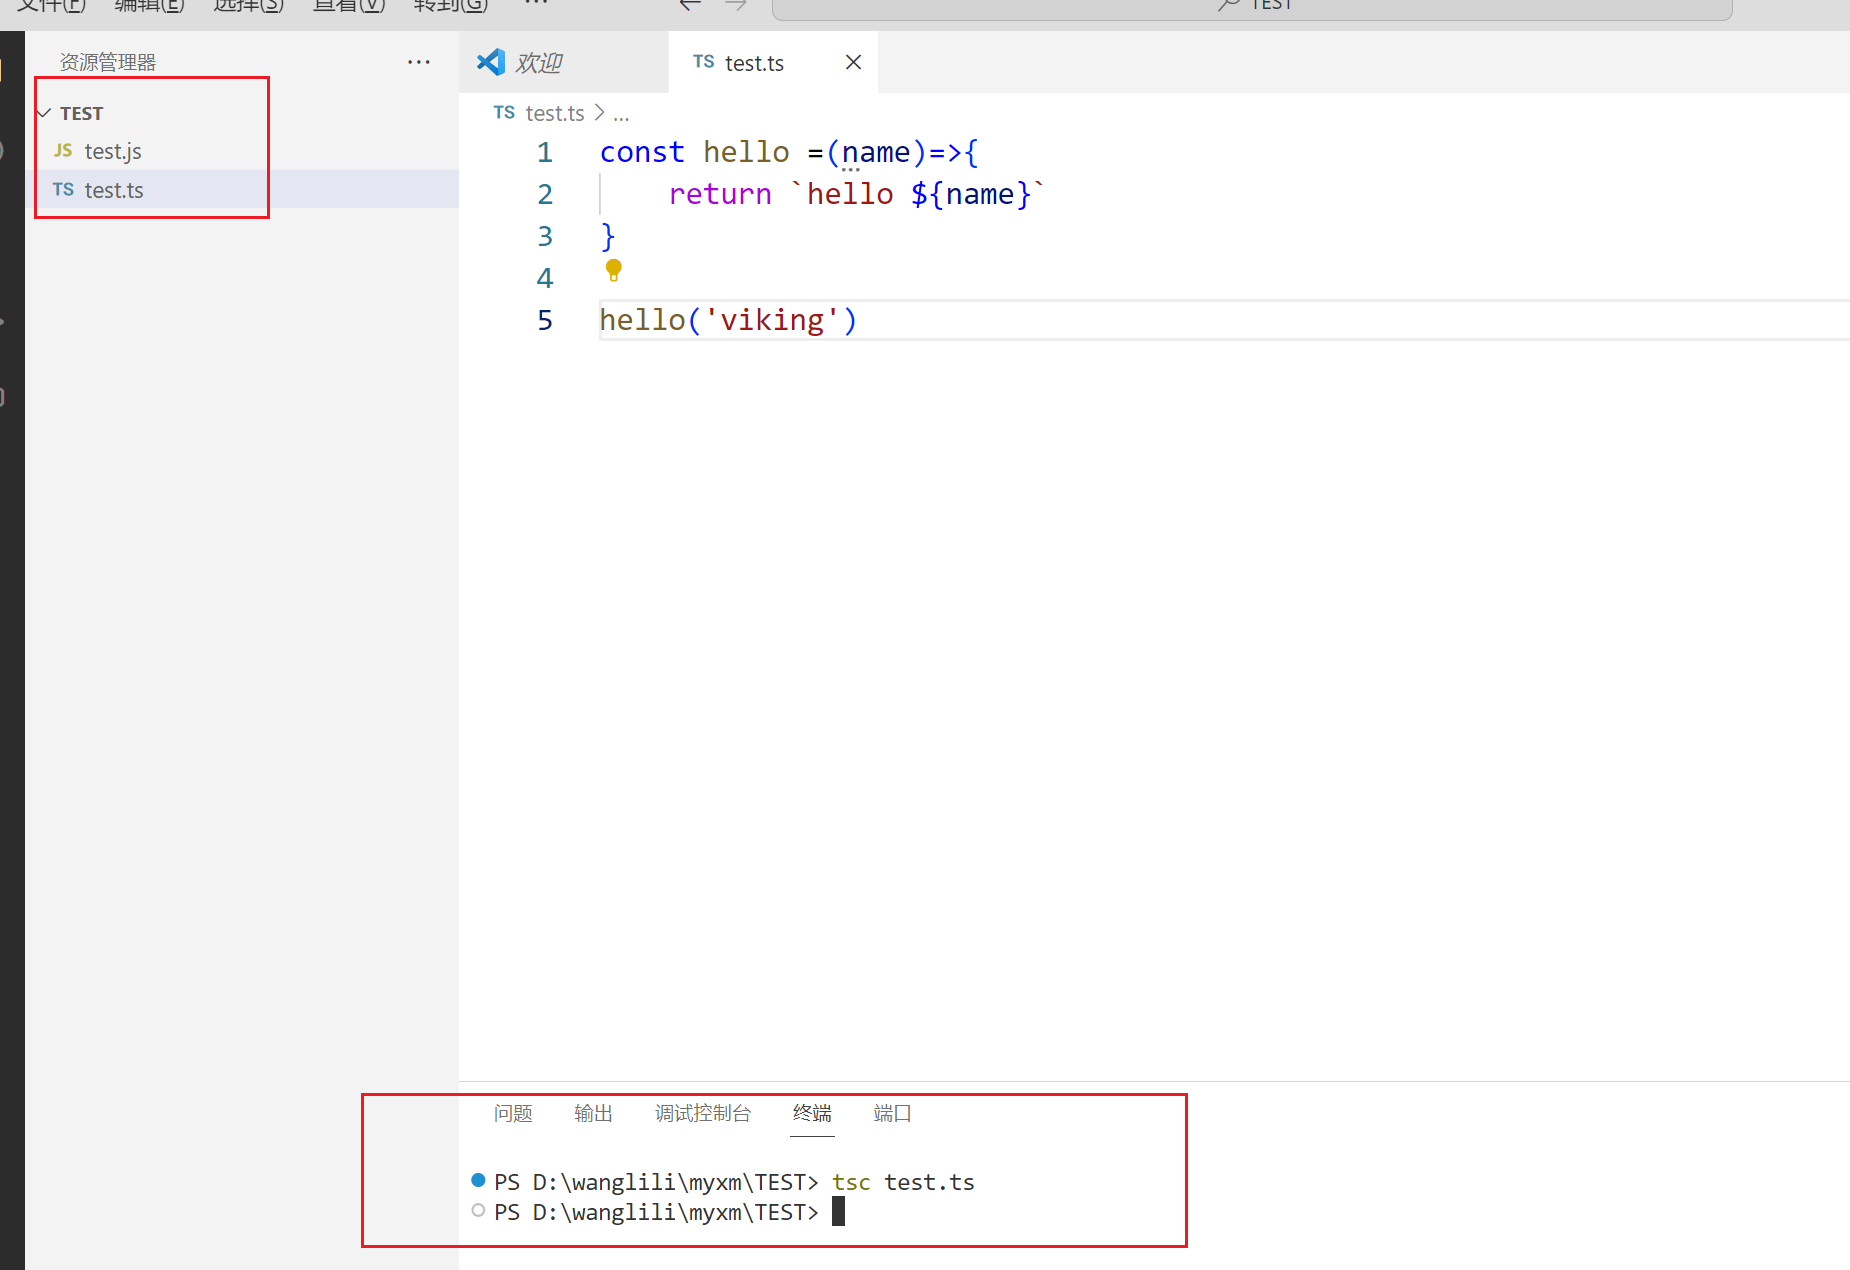 文件(F) 编辑(E) 选择(S) 查看(V) 转到(G) ··· TEST
资源管理器 ···
欢迎
TS test.ts
TEST
JS test.js
TS test.ts
TS test.ts > ...
1 const hello =(name)=>{
2 return `hello ${name}`
3 }
4
5 hello('viking')
问题 输出 调试控制台 终端 端口
PS D:\wanglili\myxm\TEST> tsc test.ts
PS D:\wanglili\myxm\TEST>